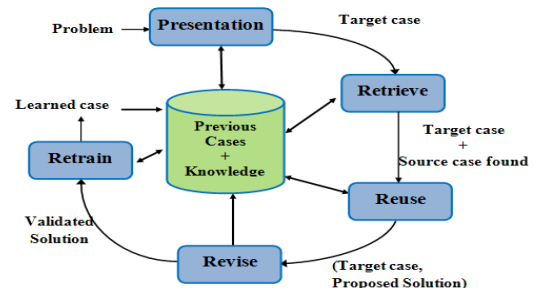 Problem
Presentation
Target case
Retrieve
Learned case
Previous
Cases
+
Knowledge
Target case
+
Source case found
Retrain
Reuse
Validated
Solution
Revise
(Target case,
Proposed Solution)